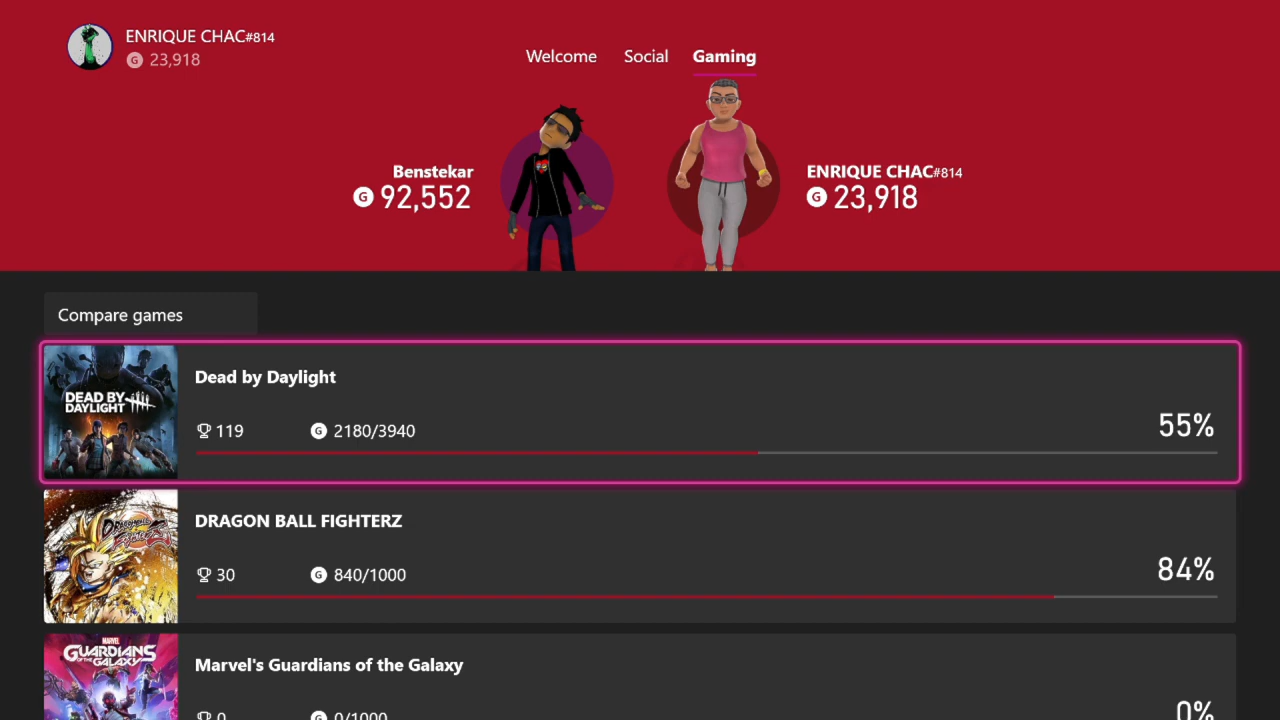 ENRIQUE CHAC#814
G 23,918
Welcome Social Gaming
Benstekar
G 92,552
ENRIQUE CHAC#814
G 23,918
Compare games
DEAD BY
DAYLIGHT
Dead by Daylight
119 G 2180/3940
55%
DRAGON BALL FIGHTERZ
30 G 840/1000
84%
MARVEL
GUARDIANS
OF THE GALAXY
Marvel's Guardians of the Galaxy
0 G 0/1000
0%